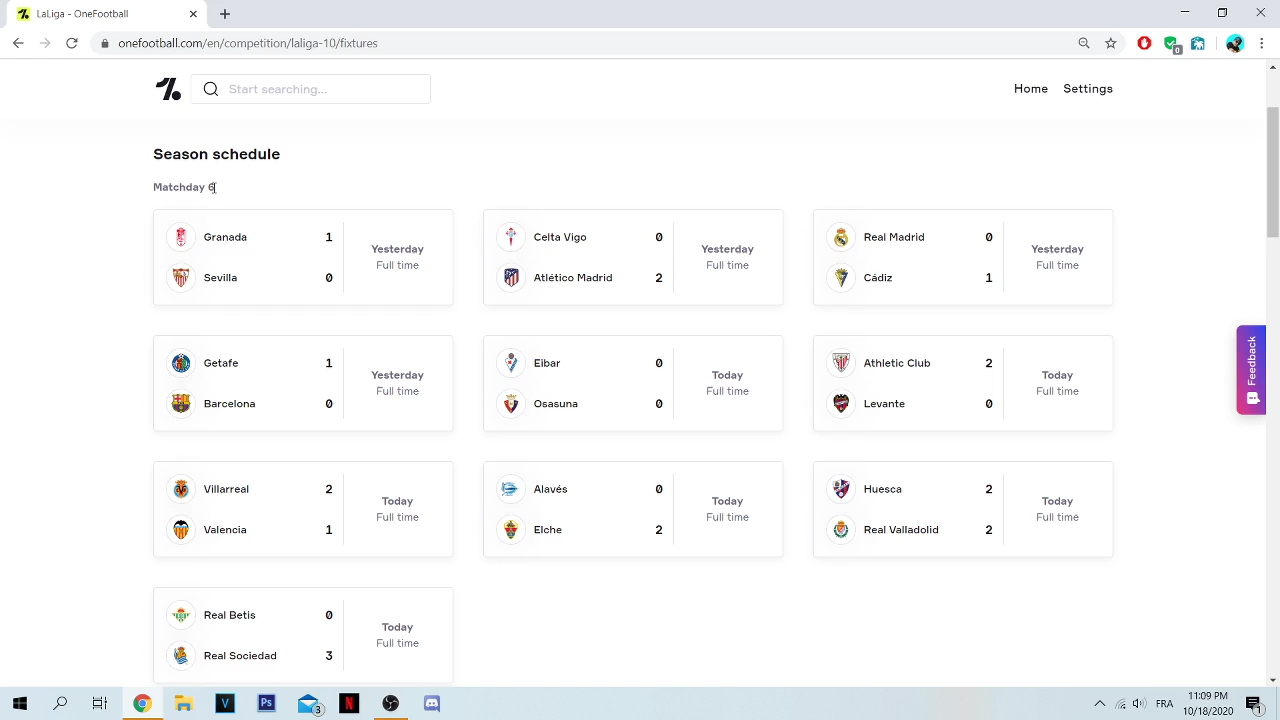 LaLiga - OneFootball
onefootball.com/en/competition/laliga-10/fixtures
0
Start searching...
Home
Settings
Season schedule
Matchday 6
Granada 1
Sevilla 0
Yesterday
Full time
Celta Vigo 0
Atlético Madrid 2
Yesterday
Full time
Real Madrid 0
Cádiz 1
Yesterday
Full time
Getafe 1
Barcelona 0
Yesterday
Full time
Eibar 0
Osasuna 0
Today
Full time
Athletic Club 2
Levante 0
Today
Full time
Villarreal 2
Valencia 1
Today
Full time
Alavés 0
Elche 2
Today
Full time
Huesca 2
Real Valladolid 2
Today
Full time
Real Betis 0
Real Sociedad 3
Today
Full time
Feedback
V
Ps
3
N
FRA
11:09 PM
10/18/2020
1